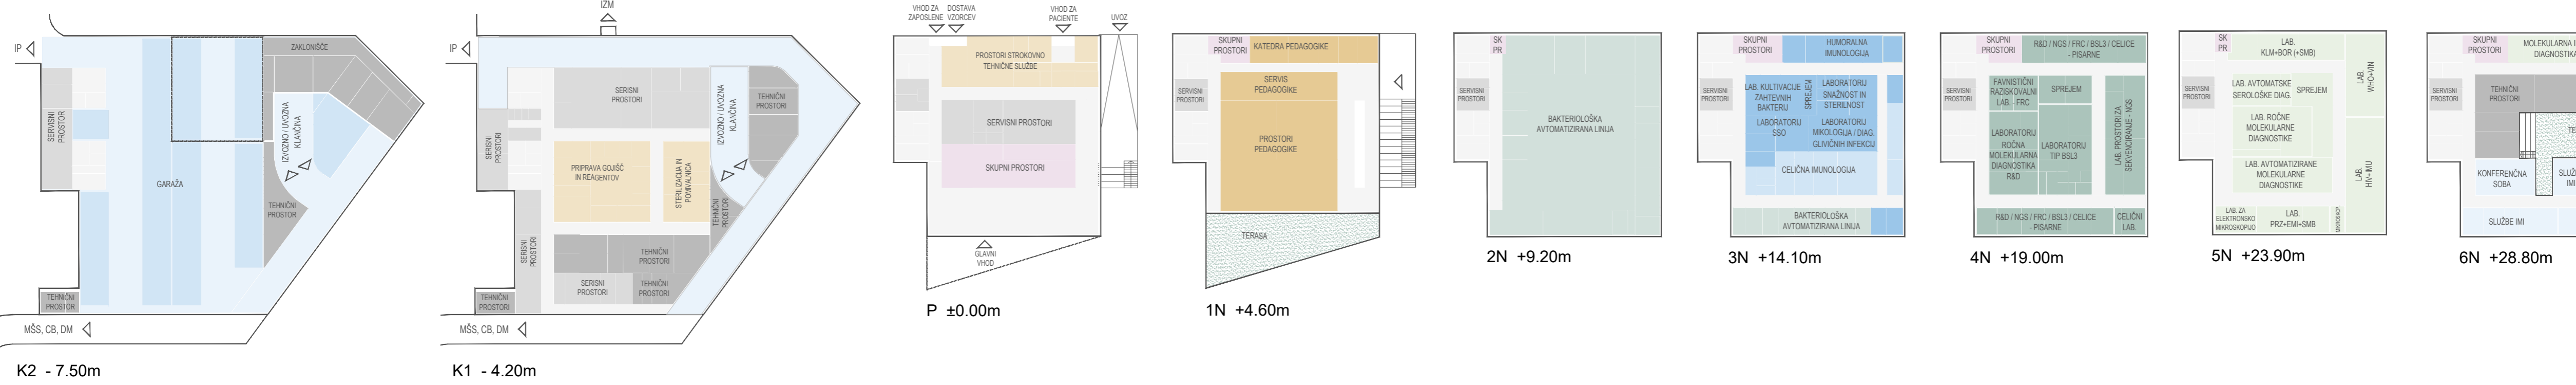 IP
ZAKLONIŠČE
SERVISNI
PROSTOR
IZVOZNO / UVOZNA
KLANČINA
GARAŽA
TEHNIČNI
PROSTOR
TEHNIČNI
PROSTOR
MŠS, CB, DM
K2 - 7.50m
IZM
IP
SERISNI
PROSTORI
IZVOZNO / UVOZNA
KLANČINA
TEHNIČNI
PROSTORI
SERISNI
PROSTORI
PRIPRAVA GOJIŠČ
IN REAGENTOV
STERILIZACIJA IN
POMIVALNICA
TEHNIČNI
PROSTORI
SERISNI
PROSTORI
TEHNIČNI
PROSTORI
SERISNI
PROSTORI
TEHNIČNI
PROSTORI
TEHNIČNI
PROSTORI
MŠS, CB, DM
K1 - 4.20m
VHOD ZA
ZAPOSLENE
DOSTAVA
VZORCEV
VHOD ZA
PACIENTE
UVOZ
PROSTORI STROKOVNO
TEHNIČNE SLUŽBE
SERVISNI PROSTORI
SKUPNI PROSTORI
GLAVNI
VHOD
P ±0.00m
SKUPNI
PROSTORI
KATEDRA PEDAGOGIKE
SERVISNI
PROSTORI
SERVIS
PEDAGOGIKE
PROSTORI
PEDAGOGIKE
TERASA
1N +4.60m
SK
PR
SERVISNI
PROSTORI
BAKTERIOLOŠKA
AVTOMATIZIRANA LINIJA
2N +9.20m
SKUPNI
PROSTORI
HUMORALNA
IMUNOLOGIJA
SERVISNI
PROSTORI
LAB. KULTIVACIJE
ZAHTEVNIH
BAKTERIJ
SPREJEM
LABORATORIJ
SNAŽNOST IN
STERILNOST
LABORATORIJ
SSO
LABORATORIJ
MIKOLOGIJA / DIAG.
GLIVIČNIH INFEKCIJ
CELIČNA IMUNOLOGIJA
BAKTERIOLOŠKA
AVTOMATIZIRANA LINIJA
3N +14.10m
SKUPNI
PROSTORI
R&D / NGS / FRC / BSL3 / CELICE
- PISARNE
SERVISNI
PROSTORI
FAVNISTIČNI
RAZISKOVALNI
LAB. - FRC
SPREJEM
LABORATORIJ
ROČNA
MOLEKULARNA
DIAGNOSTIKA
R&D
LABORATORIJ
TIP BSL3
LAB. PROSTORI ZA
SEKVENCIRANJE - NGS
R&D / NGS / FRC / BSL3 / CELICE
- PISARNE
CELIČNI
LAB.
4N +19.00m
SK
PR
LAB.
KLM+BOR (+SMB)
LAB.
WHO+VIN
SERVISNI
PROSTORI
LAB. AVTOMATSKE
SEROLOŠKE DIAG.
SPREJEM
LAB. ROČNE
MOLEKULARNE
DIAGNOSTIKE
LAB. AVTOMATIZIRANE
MOLEKULARNE
DIAGNOSTIKE
LAB.
HIV+IMU
LAB. ZA
ELEKTRONSKO
MIKROSKOPIJO
LAB.
PRZ+EMI+SMB
MIKROSKOP.
5N +23.90m
SKUPNI
PROSTORI
MOLEKULARNA I
DIAGNOSTIKA
SERVISNI
PROSTORI
TEHNIČNI
PROSTORI
TE
KONFERENČNA
SOBA
SLUŽ
IMI
SLUŽBE IMI
6N +28.80m